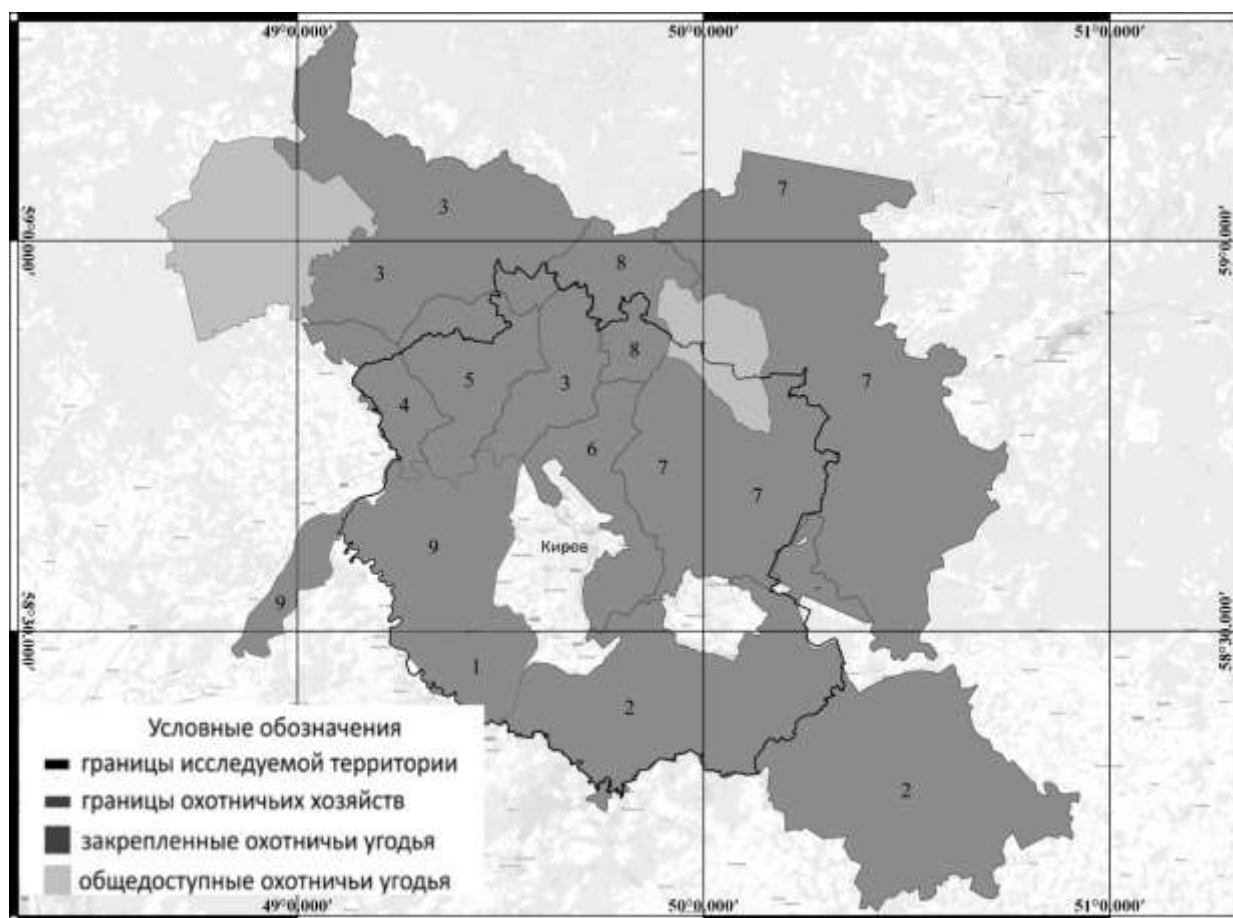 49°0.000' 50°0.000' 51°0.000'
7
3
59°0.000' 59°0.000'
3 8
8
5 3 7
4
6 7
7
9 Киров
9
58°30.000' 58°30.000'
1
2
2
Условные обозначения
границы исследуемой территории
границы охотничьих хозяйств
закрепленные охотничьи угодья
общедоступные охотничьи угодья
49°0.000' 50°0.000' 51°0.000'